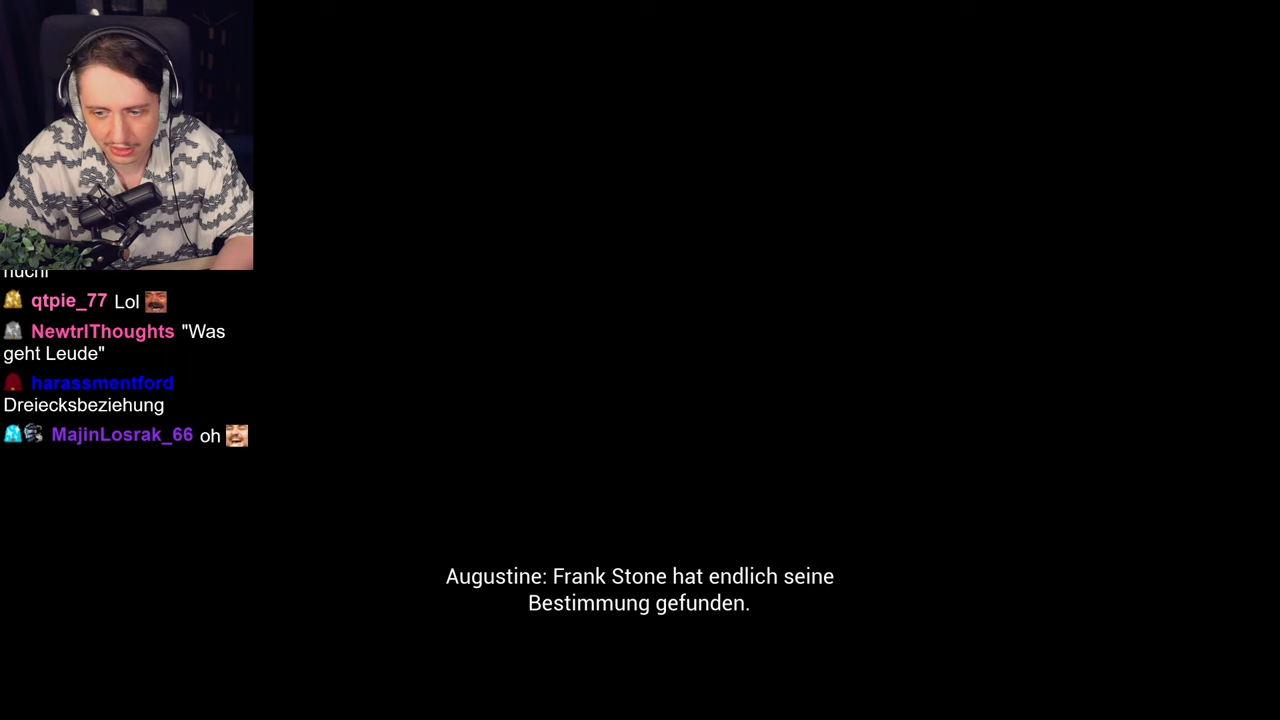 qtpie_77 Lol
NewtrlThoughts "Was
geht Leude"
harassmentford
Dreiecksbeziehung
MajinLosrak_66 oh
Augustine: Frank Stone hat endlich seine
Bestimmung gefunden.